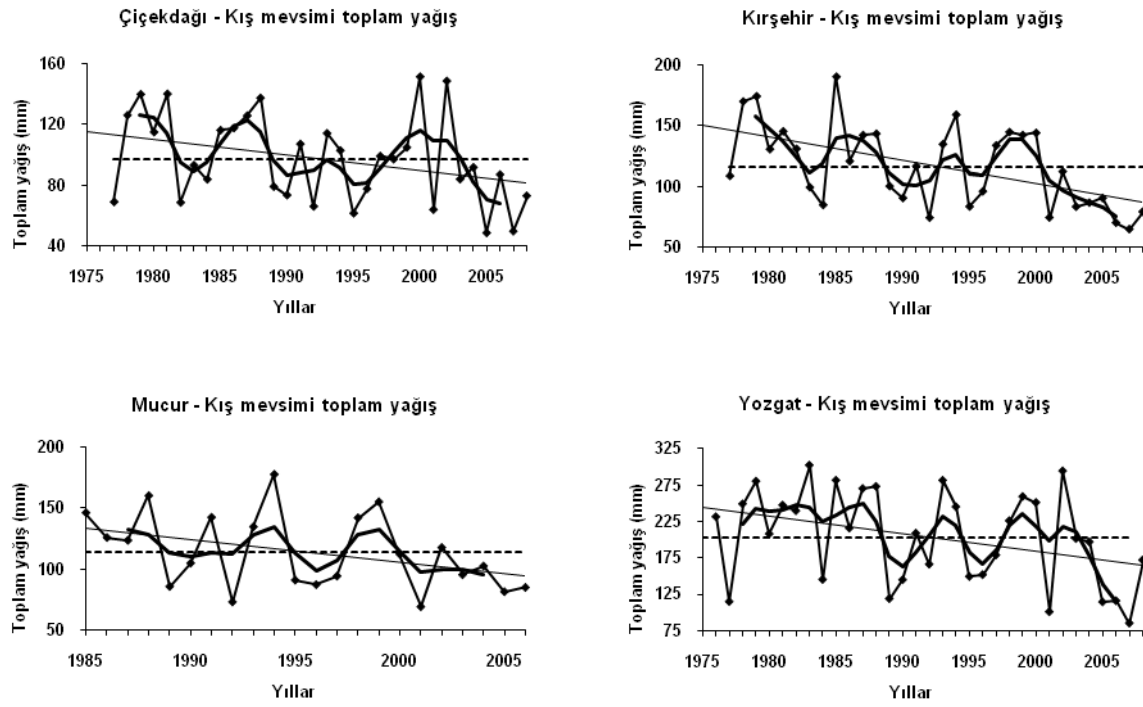 Çiçekdağı - Kış mevsimi toplam yağış
Toplam yağış (mm)
160
120
80
40
1975 1980 1985 1990 1995 2000 2005
Yıllar
Kırşehir - Kış mevsimi toplam yağış
Toplam yağış (mm)
200
150
100
50
1975 1980 1985 1990 1995 2000 2005
Yıllar
Mucur - Kış mevsimi toplam yağış
Toplam yağış (mm)
200
150
100
50
1985 1990 1995 2000 2005
Yıllar
Yozgat - Kış mevsimi toplam yağış
Toplam yağış (mm)
325
275
225
175
125
75
1975 1980 1985 1990 1995 2000 2005
Yıllar